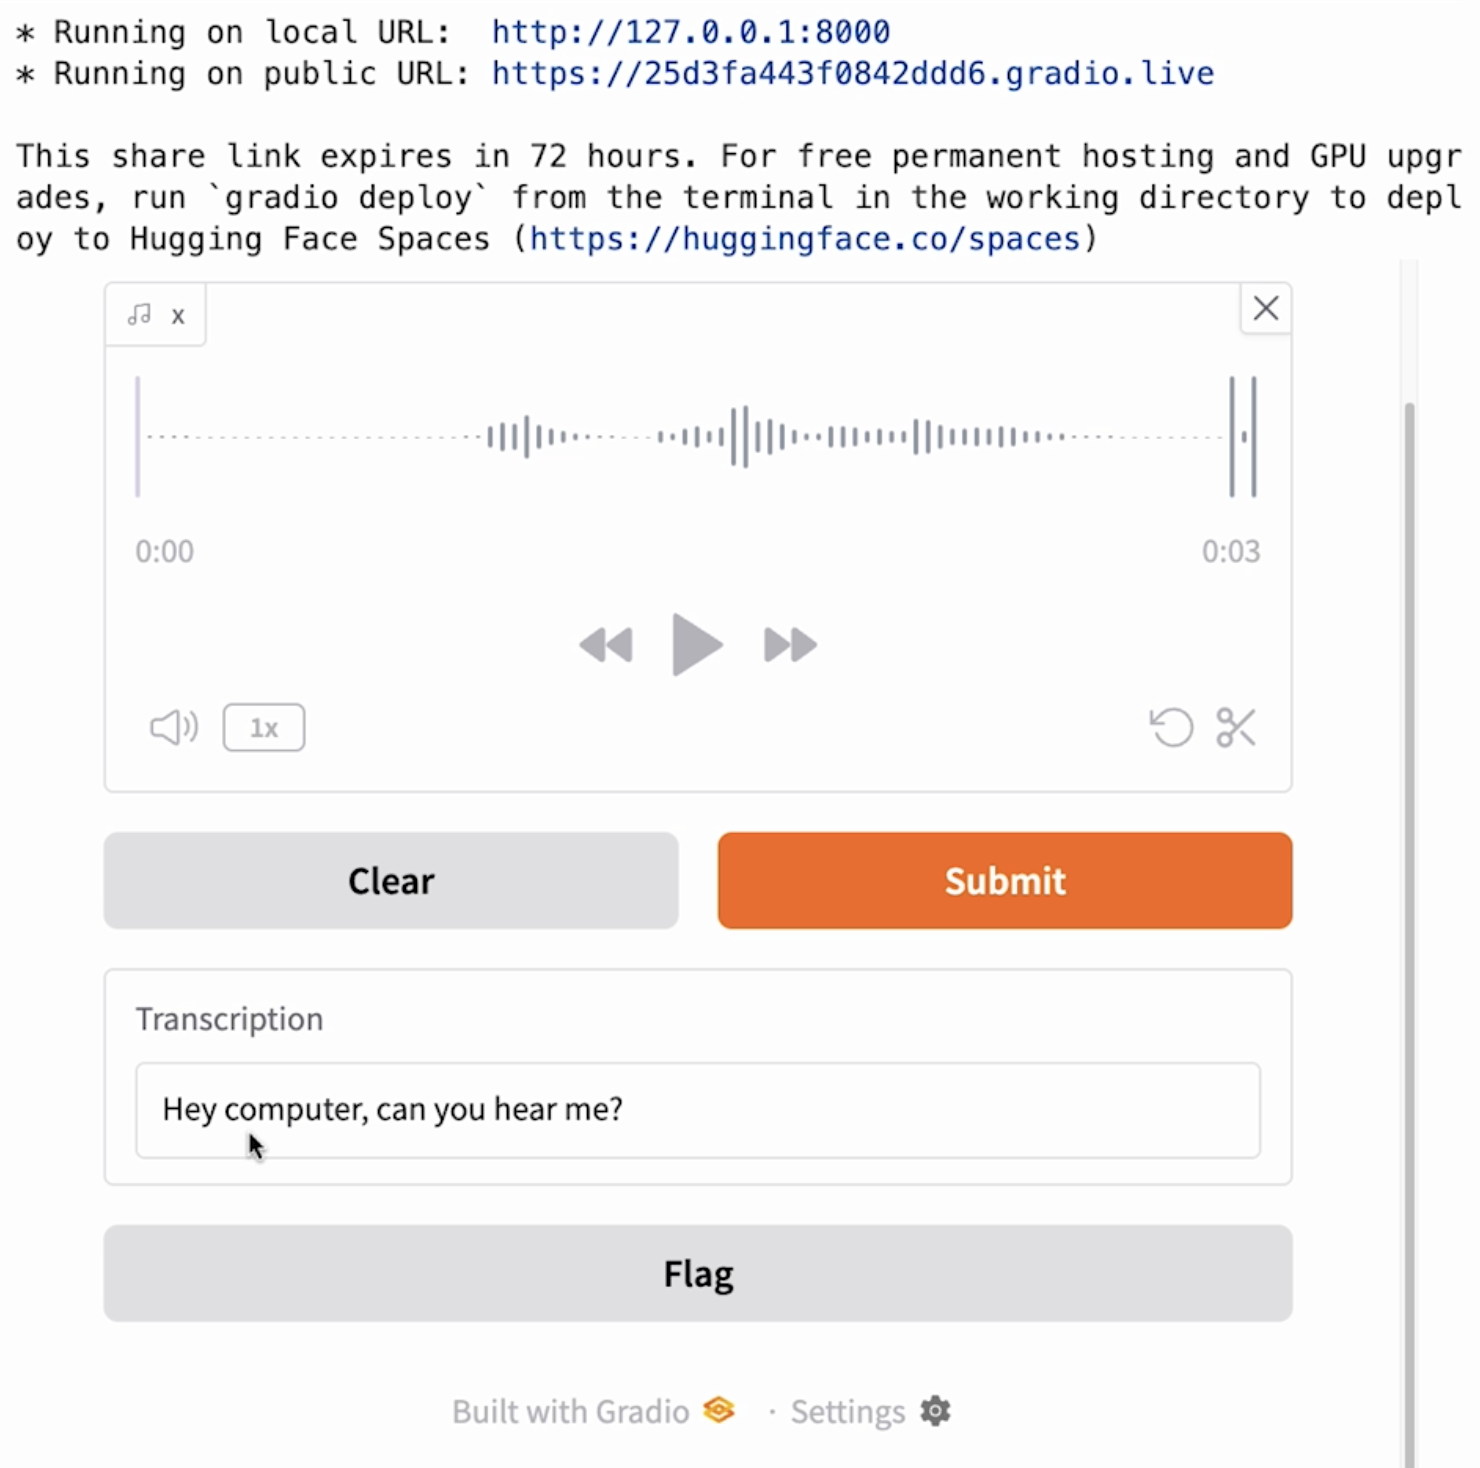 * Running on local URL:  http://127.0.0.1:8000
* Running on public URL: https://25d3fa443f0842ddd6.gradio.live
This share link expires in 72 hours. For free permanent hosting and GPU upgr
ades, run `gradio deploy` from the terminal in the working directory to depl
oy to Hugging Face Spaces (https://huggingface.co/spaces)
x
0:00 0:03
1x
Clear Submit
Transcription
Hey computer, can you hear me?
Flag
Built with Gradio · Settings